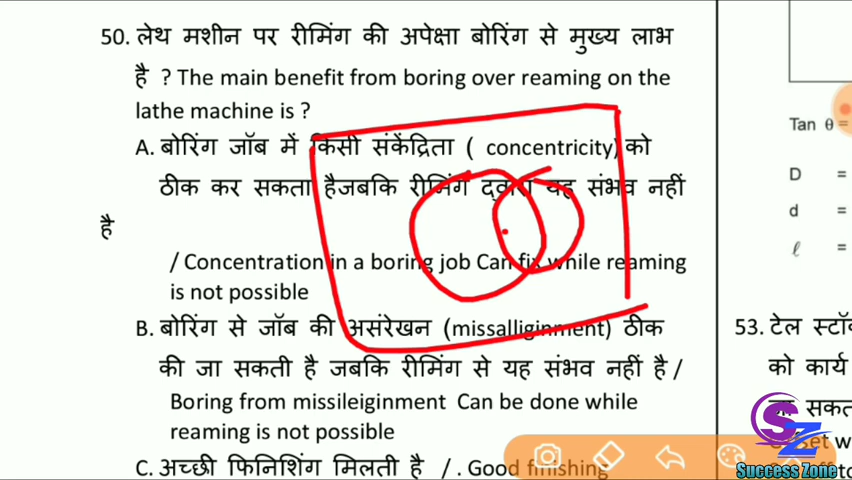 50. लेथ मशीन पर रीमिंग की अपेक्षा बोरिंग से मुख्य लाभ
है ? The main benefit from boring over reaming on the
lathe machine is ?
A. बोरिंग जॉब में किसी संकेंद्रिता ( concentricity) को
ठीक कर सकता हैजबकि रीमिंग द्वारा यह संभव नहीं
है
/ Concentration in a boring job Can fix while reaming
is not possible
B. बोरिंग से जॉब की असंरेखन (missalliginment) ठीक
की जा सकती है जबकि रीमिंग से यह संभव नहीं है /
Boring from missileiginment Can be done while
reaming is not possible
C. अच्छी फिनिशिंग मिलती है / . Good finishing
Tan θ =
D =
d =
ℓ =
53. टेल स्टॉ
को कार्य
जा सकत
set w
SZ
Success Zone